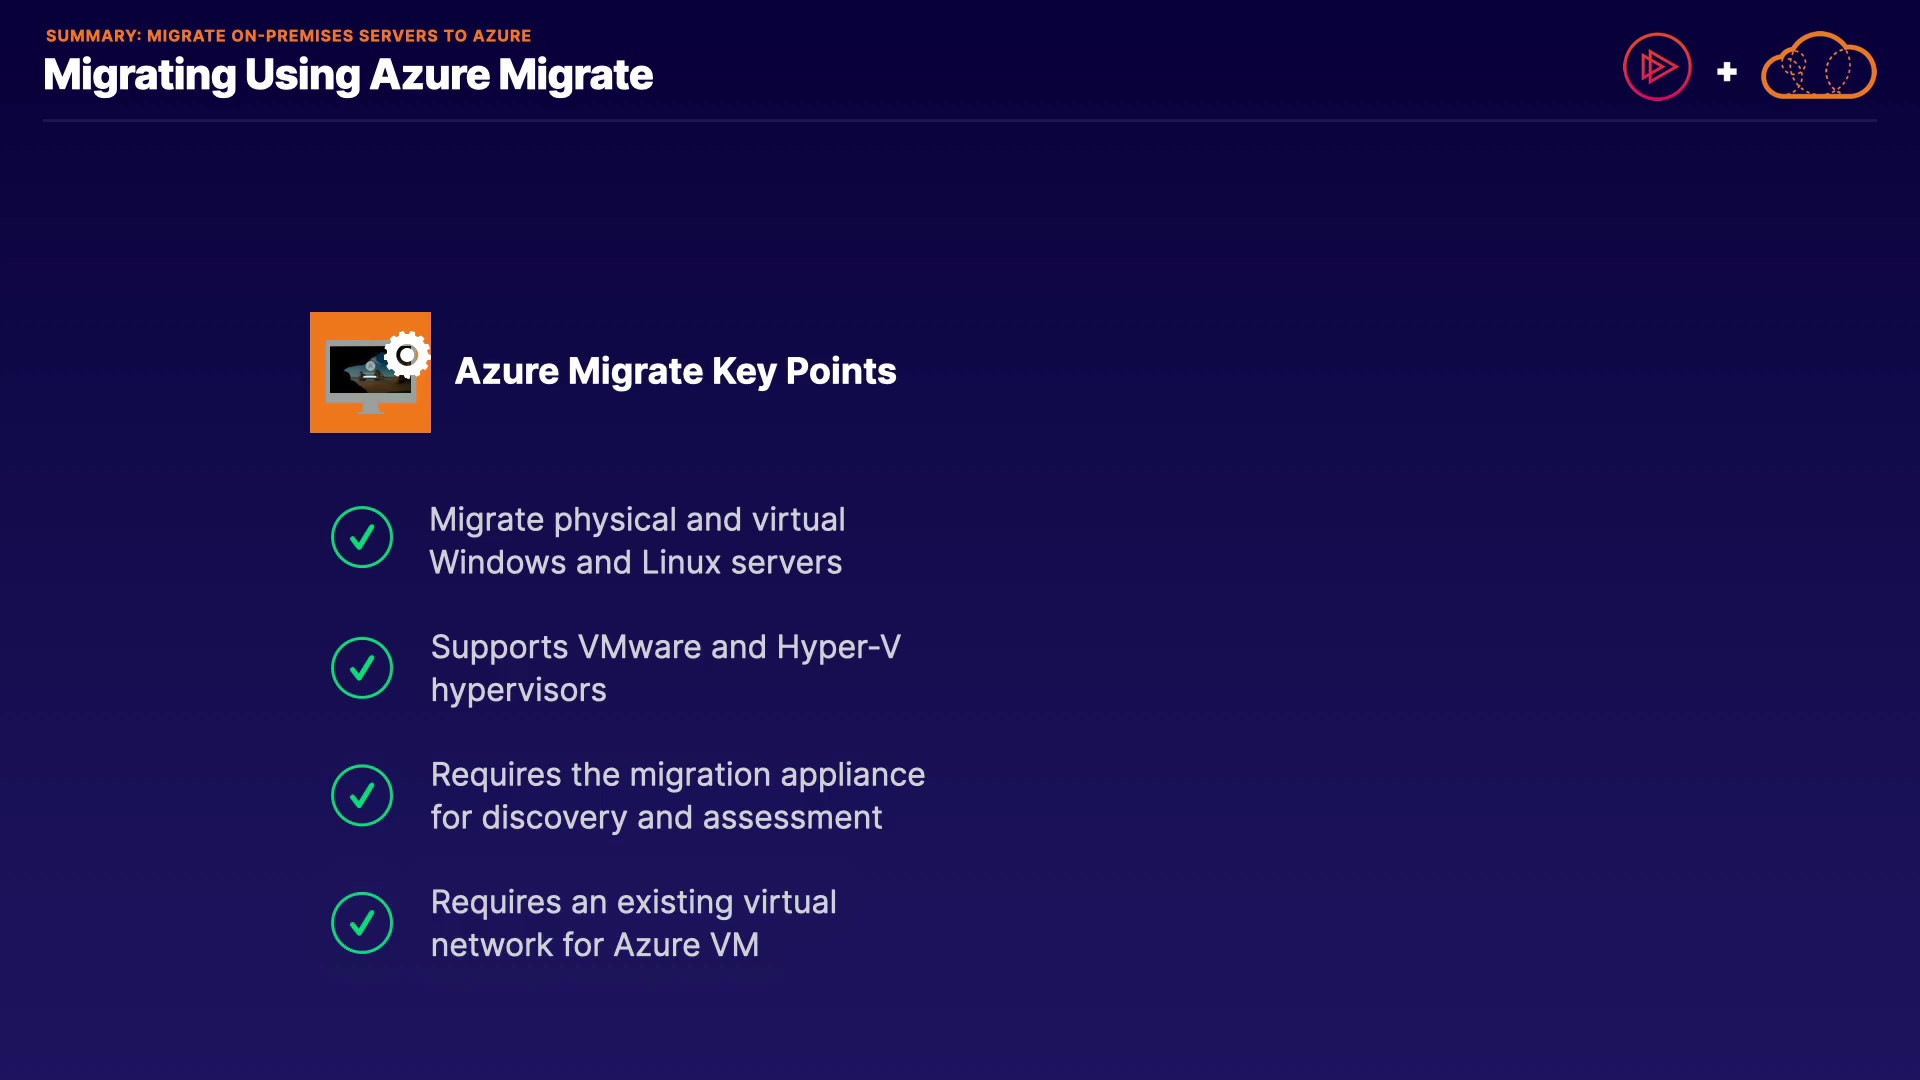 SUMMARY: MIGRATE ON-PREMISES SERVERS TO AZURE
Migrating Using Azure Migrate
Azure Migrate Key Points
Migrate physical and virtual
Windows and Linux servers
Supports VMware and Hyper-V
hypervisors
Requires the migration appliance
for discovery and assessment
Requires an existing virtual
network for Azure VM